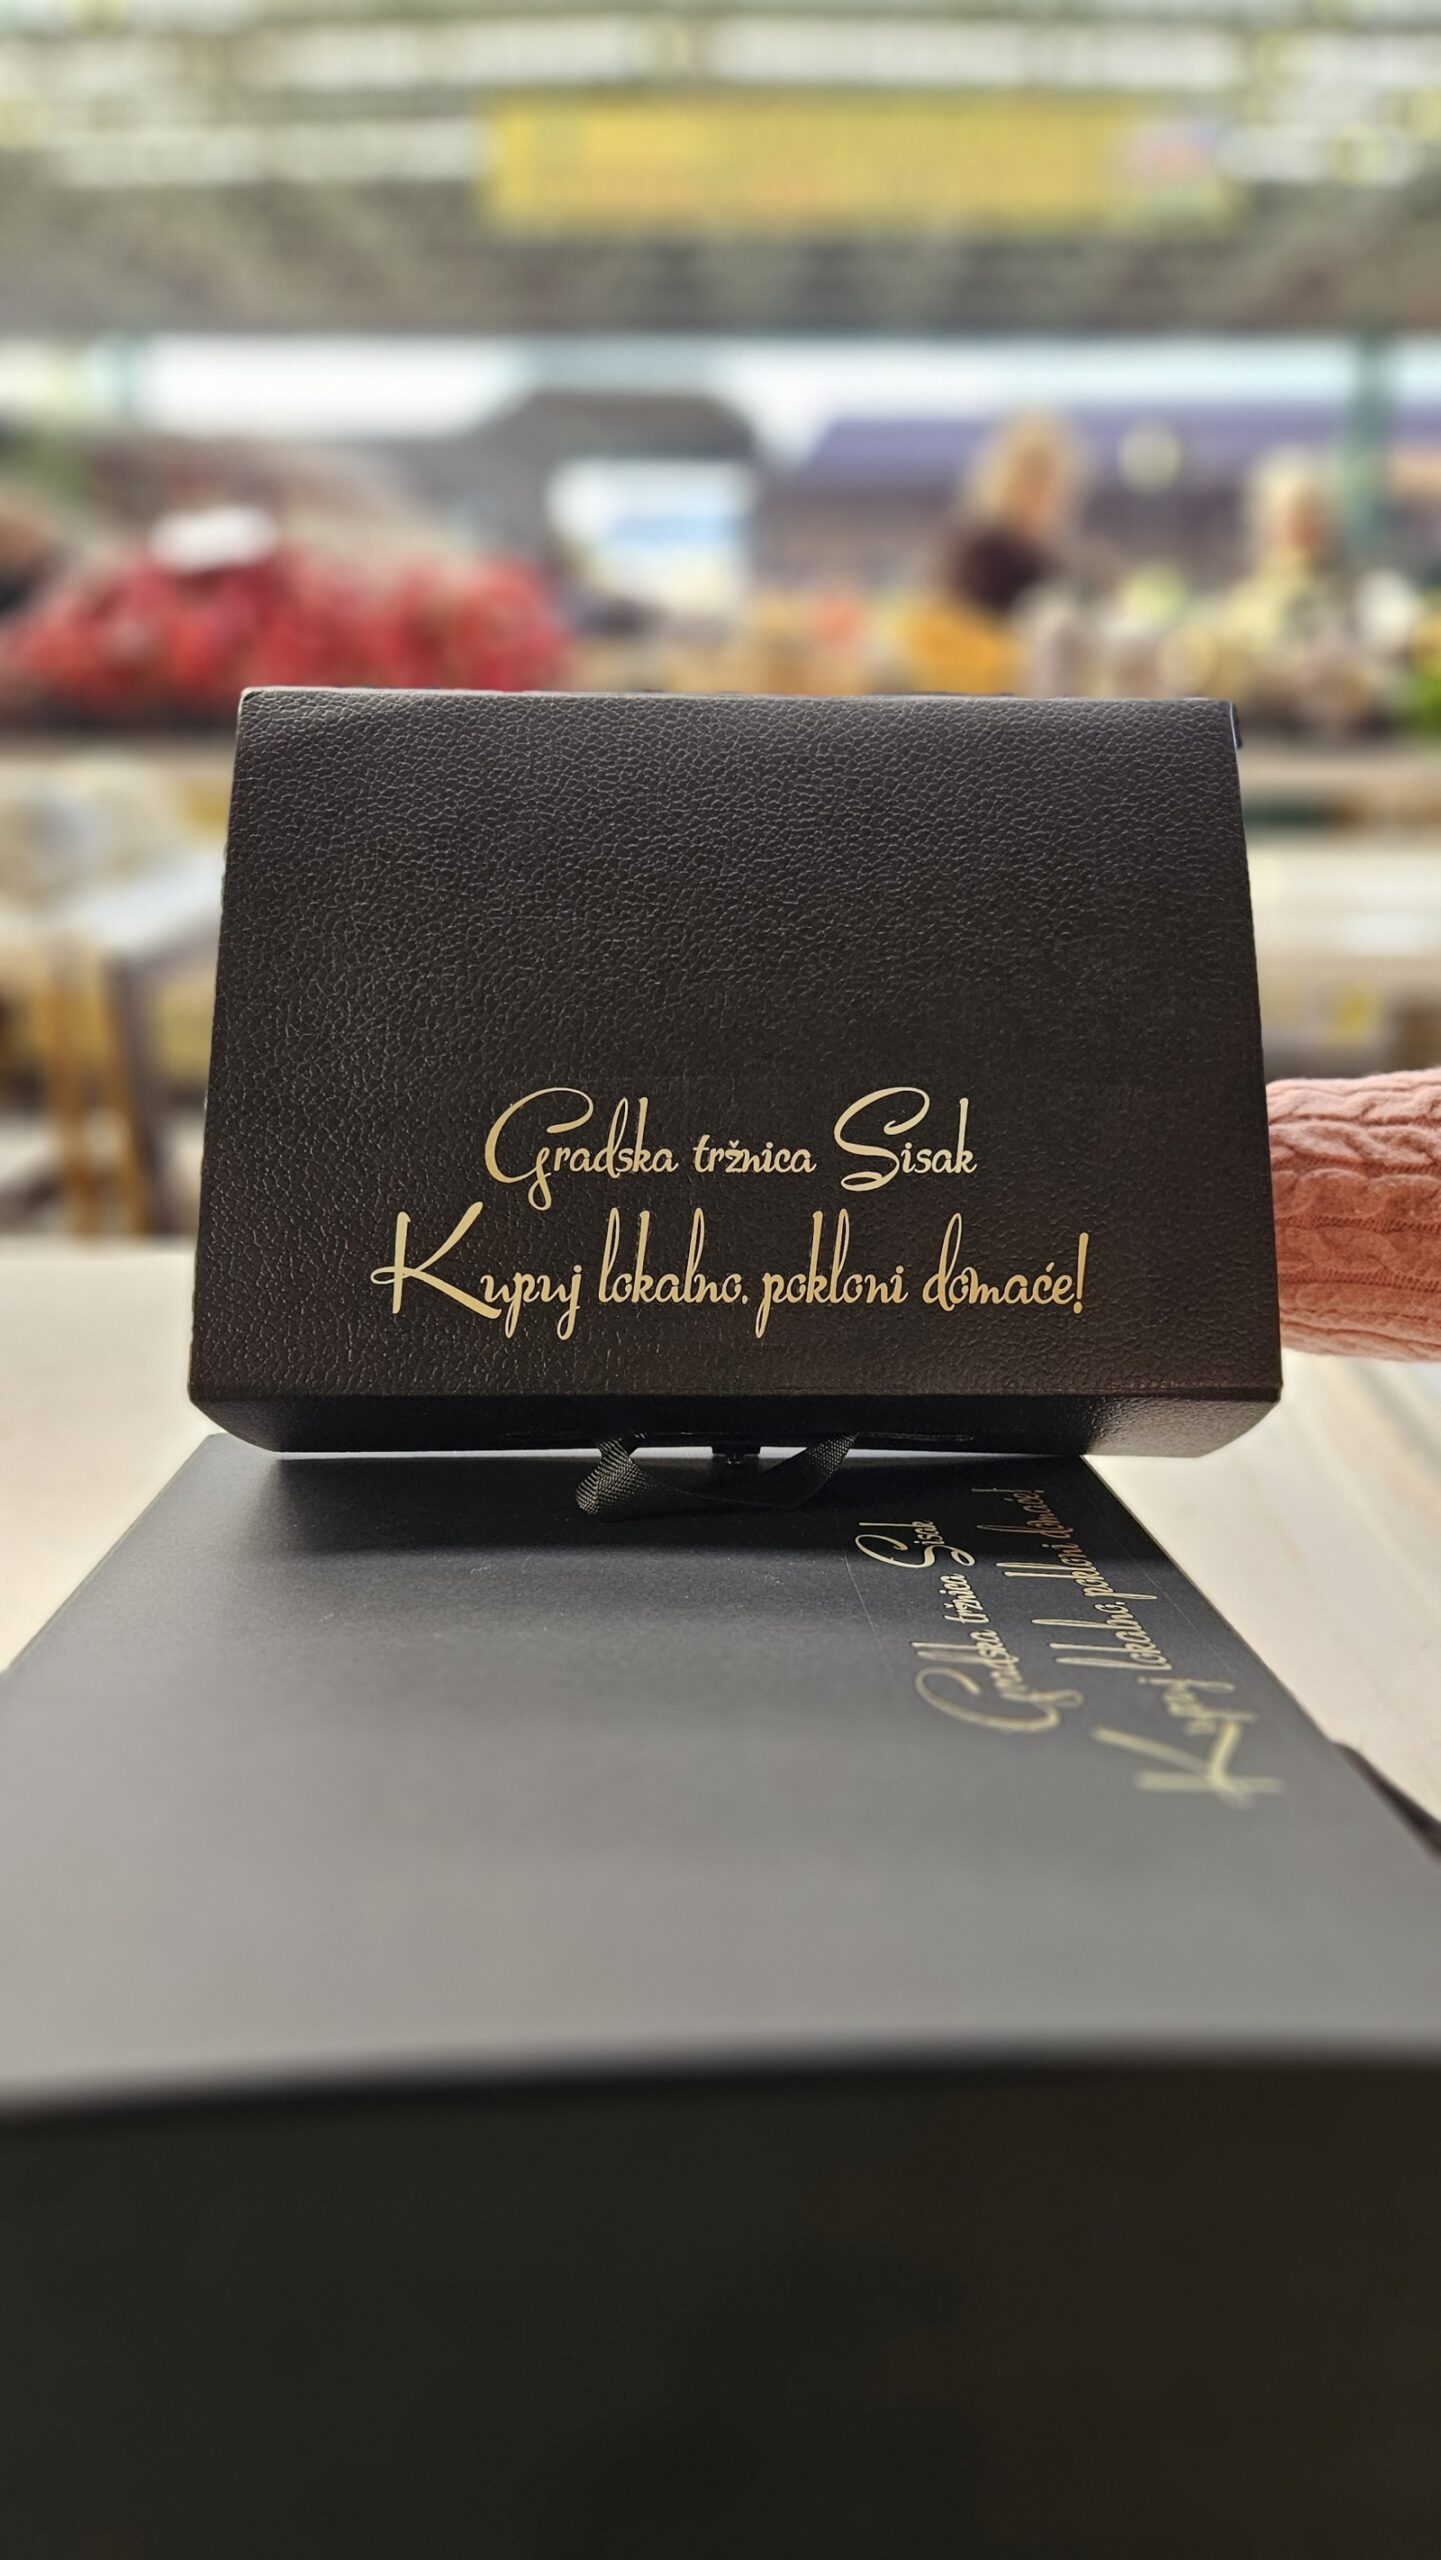 Gradska tržnica Sisak
Kupuj lokalno, pokloni domaće!
Gradska tržnica Sisak
Kupuj lokalno, pokloni domaće!